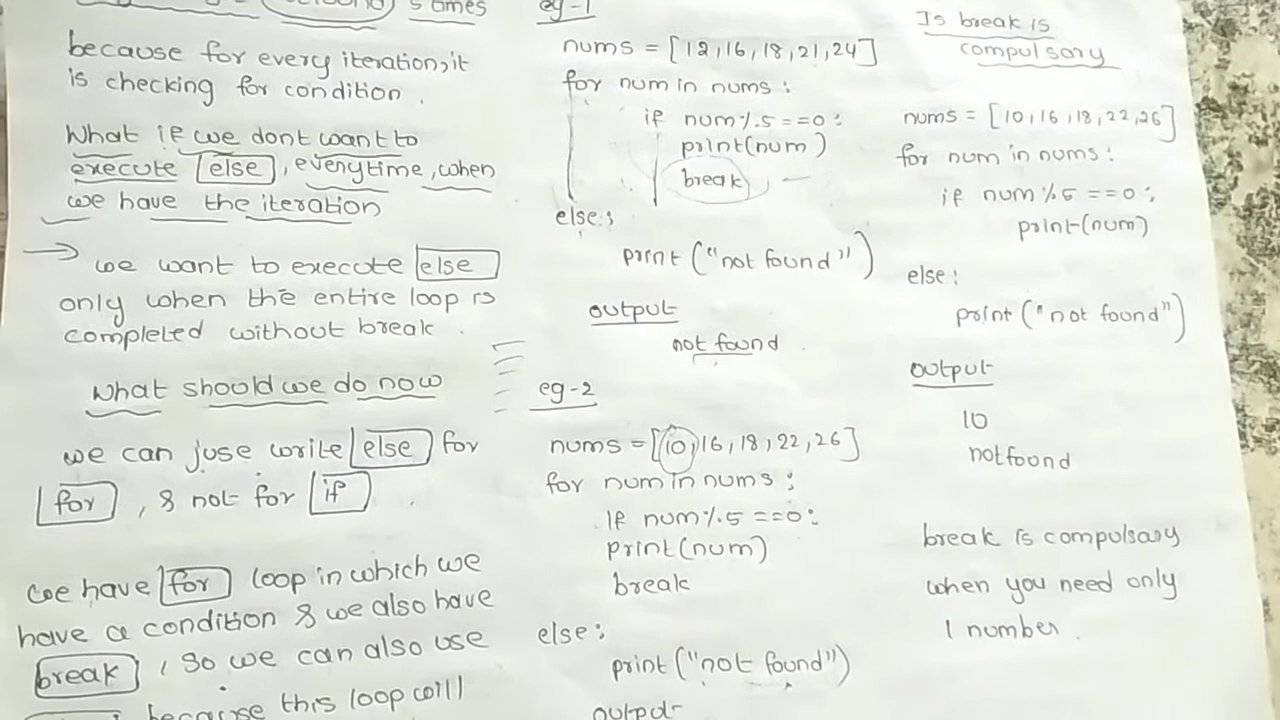 s times
because for every iteration, it
is checking for condition.
What if we dont want to
execute else, everytime, when
we have the iteration
→ we want to execute else
only when the entire loop is
completed without break.
What should we do now
we can juse write else for
for, & not for if
we have for loop in which we
have a condition & we also have
break, so we can also use
because this loop will
eg-1
nums = [12,16,18,21,24]
for num in nums:
if num%5==0:
print(num)
break
else:
print("not found")
output
not found.
eg-2
nums = [10,16,18,22,26]
for num in nums:
If num%5==0:
print(num)
break
else:
print("not found")
output
Is break is
compulsary
nums = [10,16,18,22,26]
for num in nums:
if num%5==0:
print(num)
else:
print("not found")
output
10
notfound
break is compulsary
when you need only
1 number.